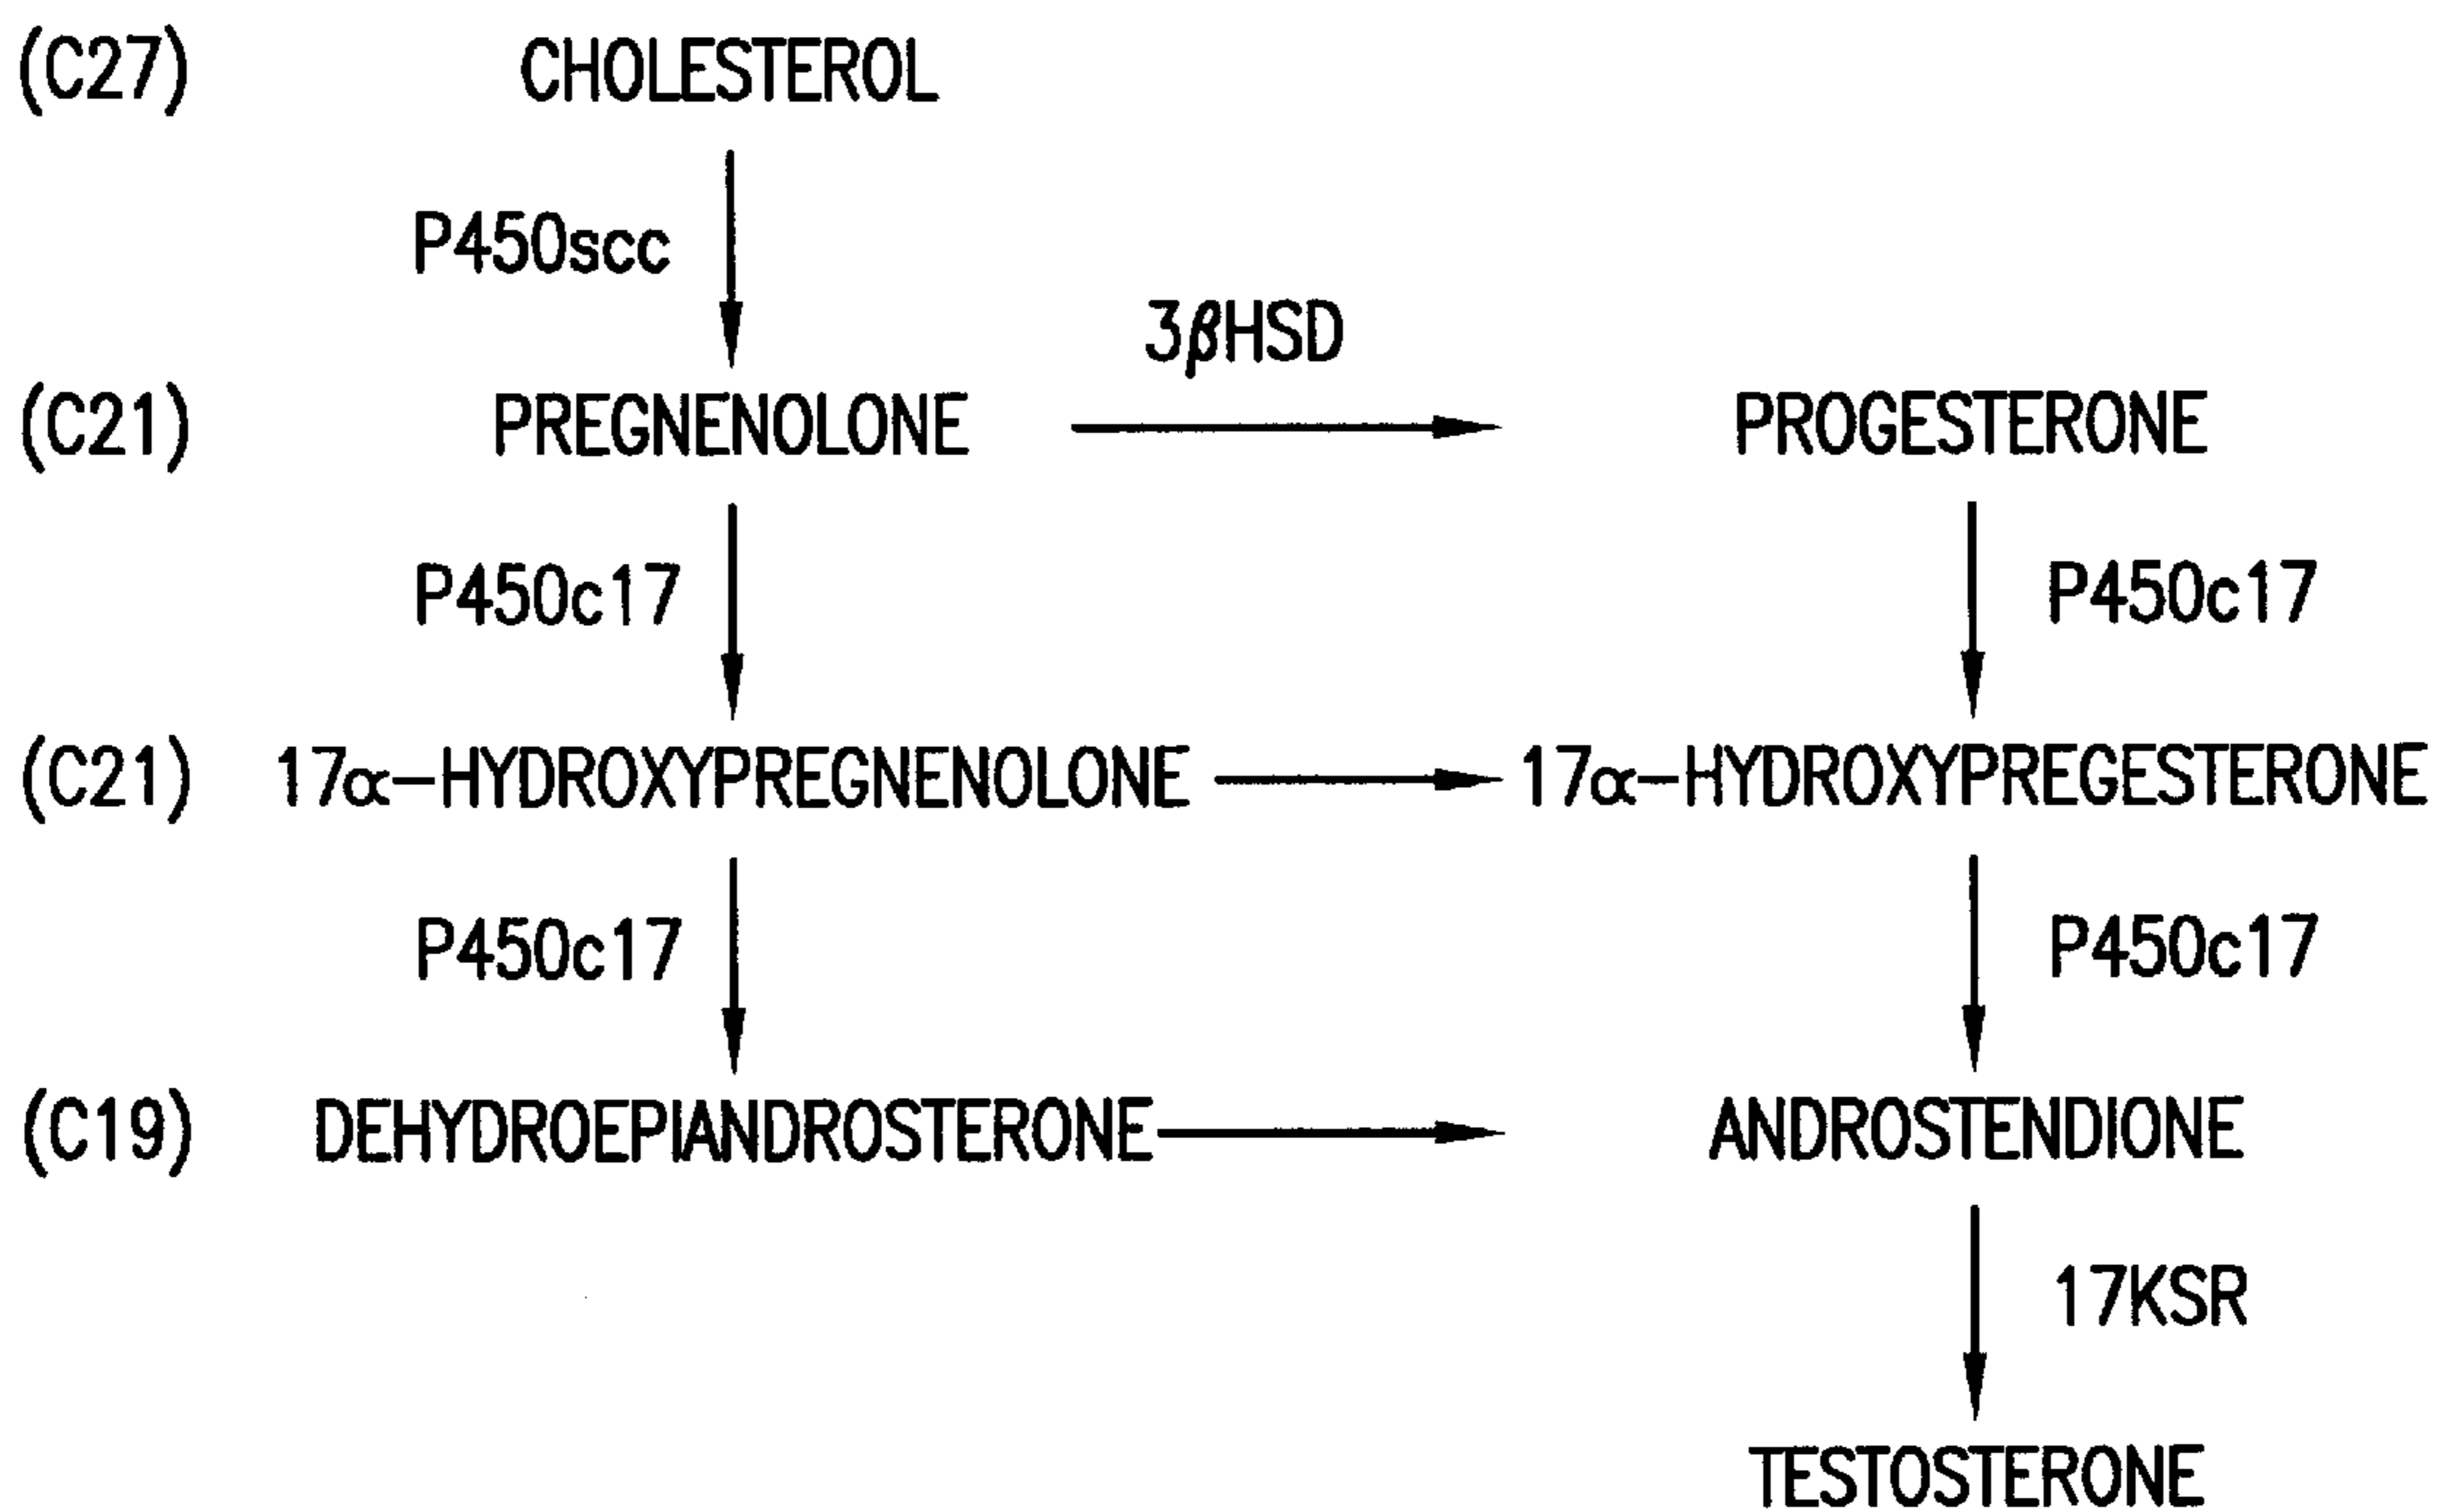 (C27) CHOLESTEROL
P450scc
3βHSD
(C21) PREGNENOLONE PROGESTERONE
P450c17 P450c17
(C21) 17α-HYDROXYPREGNENOLONE 17α-HYDROXYPREGESTERONE
P450c17 P450c17
(C19) DEHYDROEPIANDROSTERONE ANDROSTENDIONE
17KSR
TESTOSTERONE